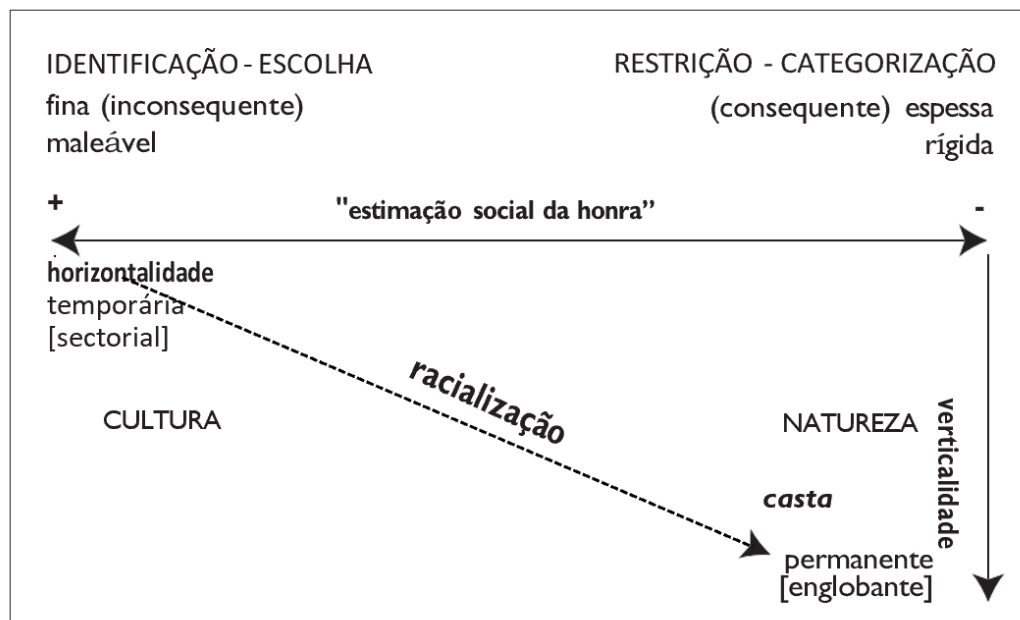 IDENTIFICAÇÃO - ESCOLHA
fina (inconsequente)
maleável
RESTRIÇÃO - CATEGORIZAÇÃO
(consequente) espessa
rígida
+
"estimação social da honra”
-
horizontalidade
temporária
[sectorial]
racialização
CULTURA
NATUREZA
verticalidade
casta
permanente
[englobante]